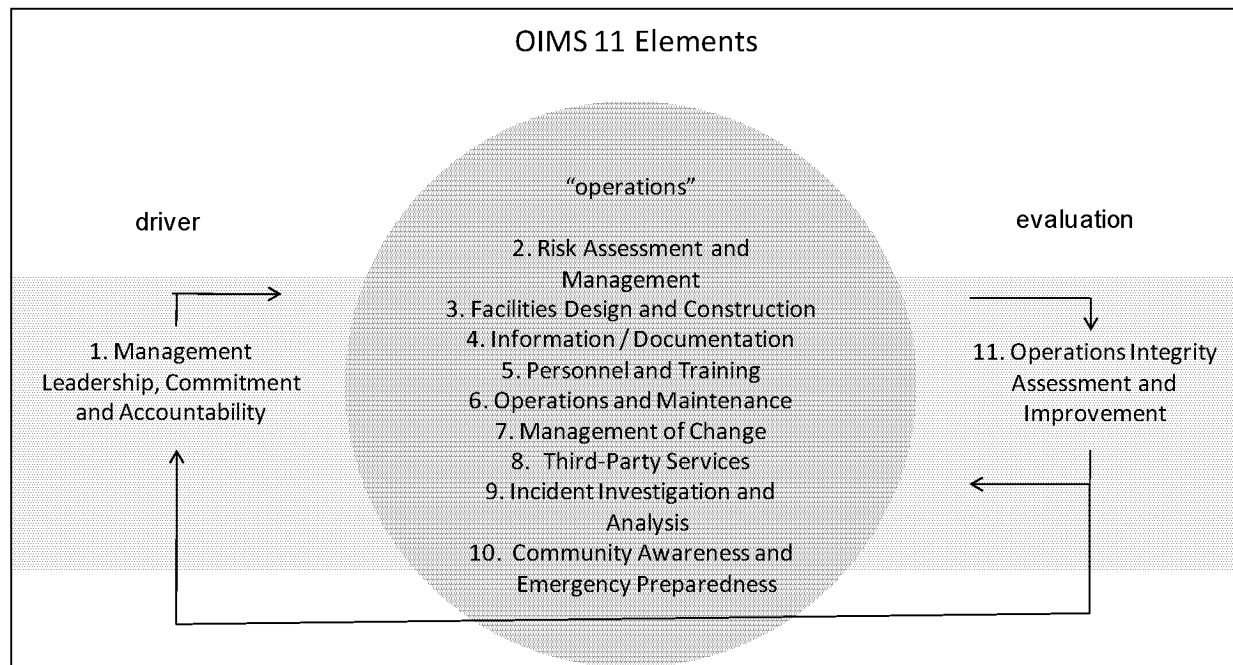 OIMS 11 Elements
driver
1. Management
Leadership, Commitment
and Accountability
“operations”
2. Risk Assessment and
Management
3. Facilities Design and Construction
4. Information / Documentation
5. Personnel and Training
6. Operations and Maintenance
7. Management of Change
8. Third-Party Services
9. Incident Investigation and
Analysis
10. Community Awareness and
Emergency Preparedness
evaluation
11. Operations Integrity
Assessment and
Improvement